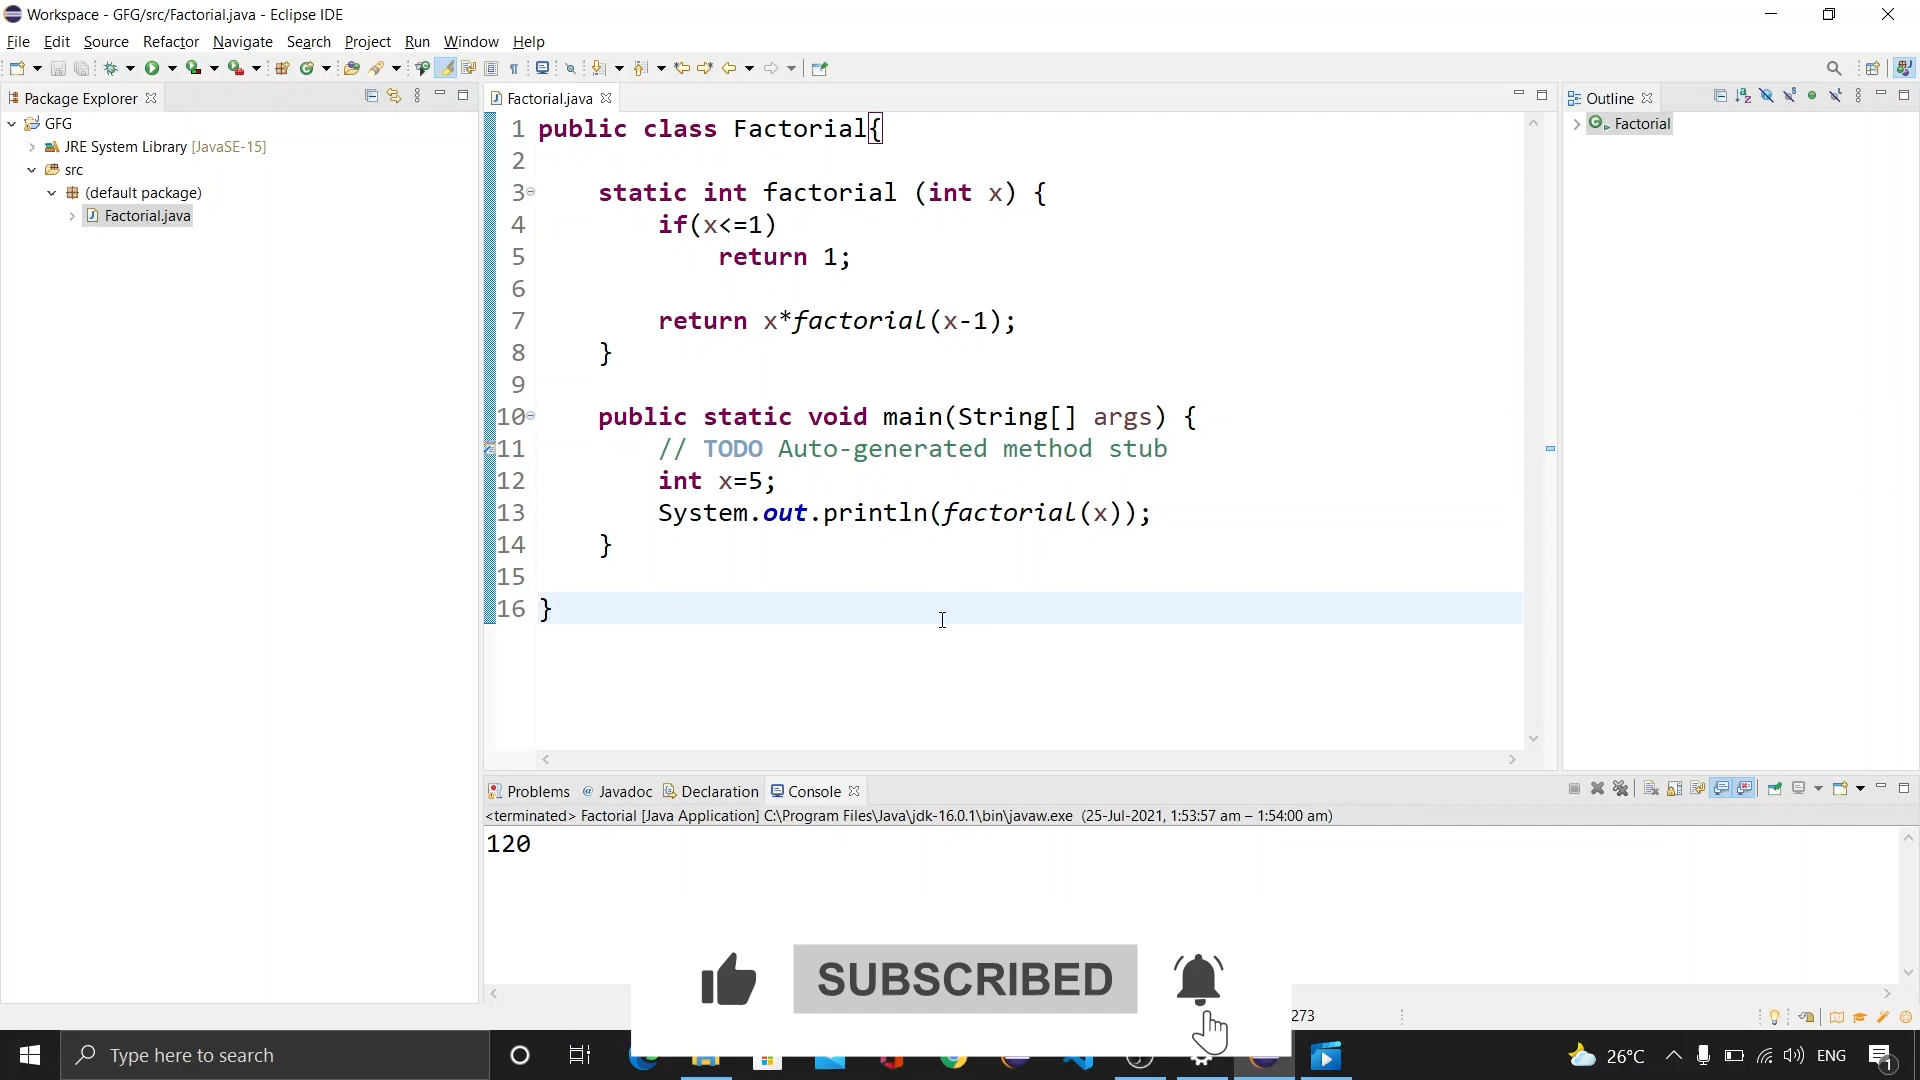 Workspace - GFG/src/Factorial.java - Eclipse IDE
File Edit Source Refactor Navigate Search Project Run Window Help
Package Explorer
Factorial.java
Outline
GFG
JRE System Library [JavaSE-15]
src
(default package)
Factorial.java
1 public class Factorial{
2
3 static int factorial (int x) {
4 if(x<=1)
5 return 1;
6
7 return x*factorial(x-1);
8 }
9
10 public static void main(String[] args) {
11 // TODO Auto-generated method stub
12 int x=5;
13 System.out.println(factorial(x));
14 }
15
16 }
Factorial
Problems Javadoc Declaration Console
<terminated> Factorial [Java Application] C:\Program Files\Java\jdk-16.0.1\bin\javaw.exe (25-Jul-2021, 1:53:57 am – 1:54:00 am)
120
SUBSCRIBED
273
Type here to search
26°C
ENG
1